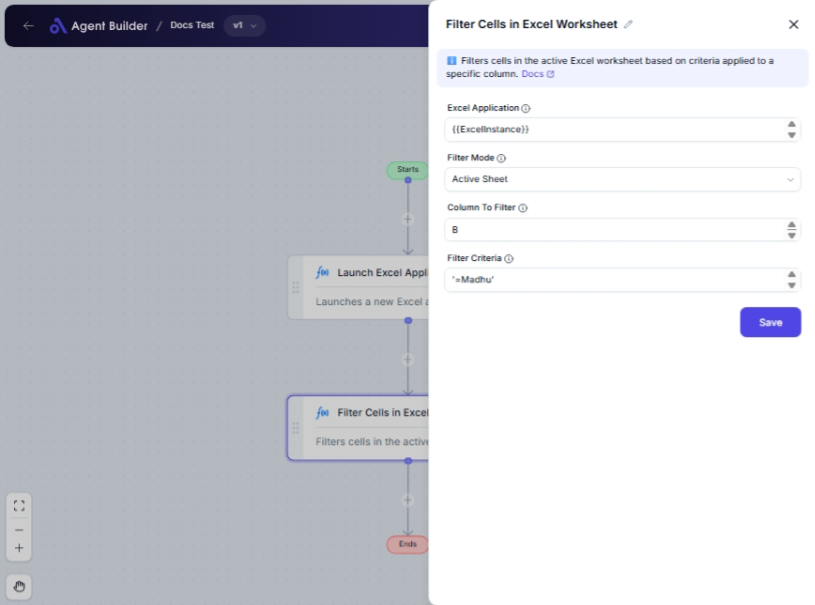 Agent Builder / Docs Test v1
Filter Cells in Excel Worksheet
Filters cells in the active Excel worksheet based on criteria applied to a
specific column. Docs
Excel Application
{{ExcelInstance}}
Filter Mode
Active Sheet
Column To Filter
B
Filter Criteria
'=Madhu'
Save
Starts
f(x) Launch Excel Appl
Launches a new Excel a
f(x) Filter Cells in Excel
Filters cells in the active
Ends